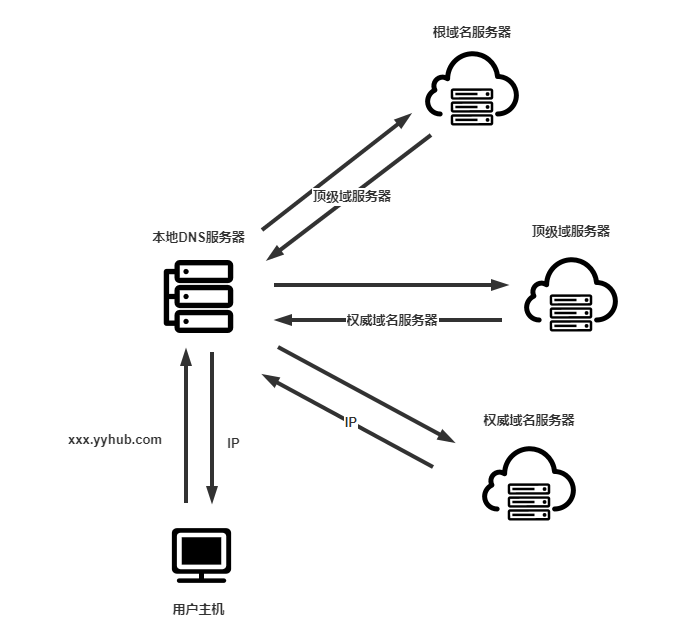 根域名服务器
顶级域服务器
本地DNS服务器
顶级域服务器
权威域名服务器
权威域名服务器
IP
xxx.yyhub.com
IP
用户主机